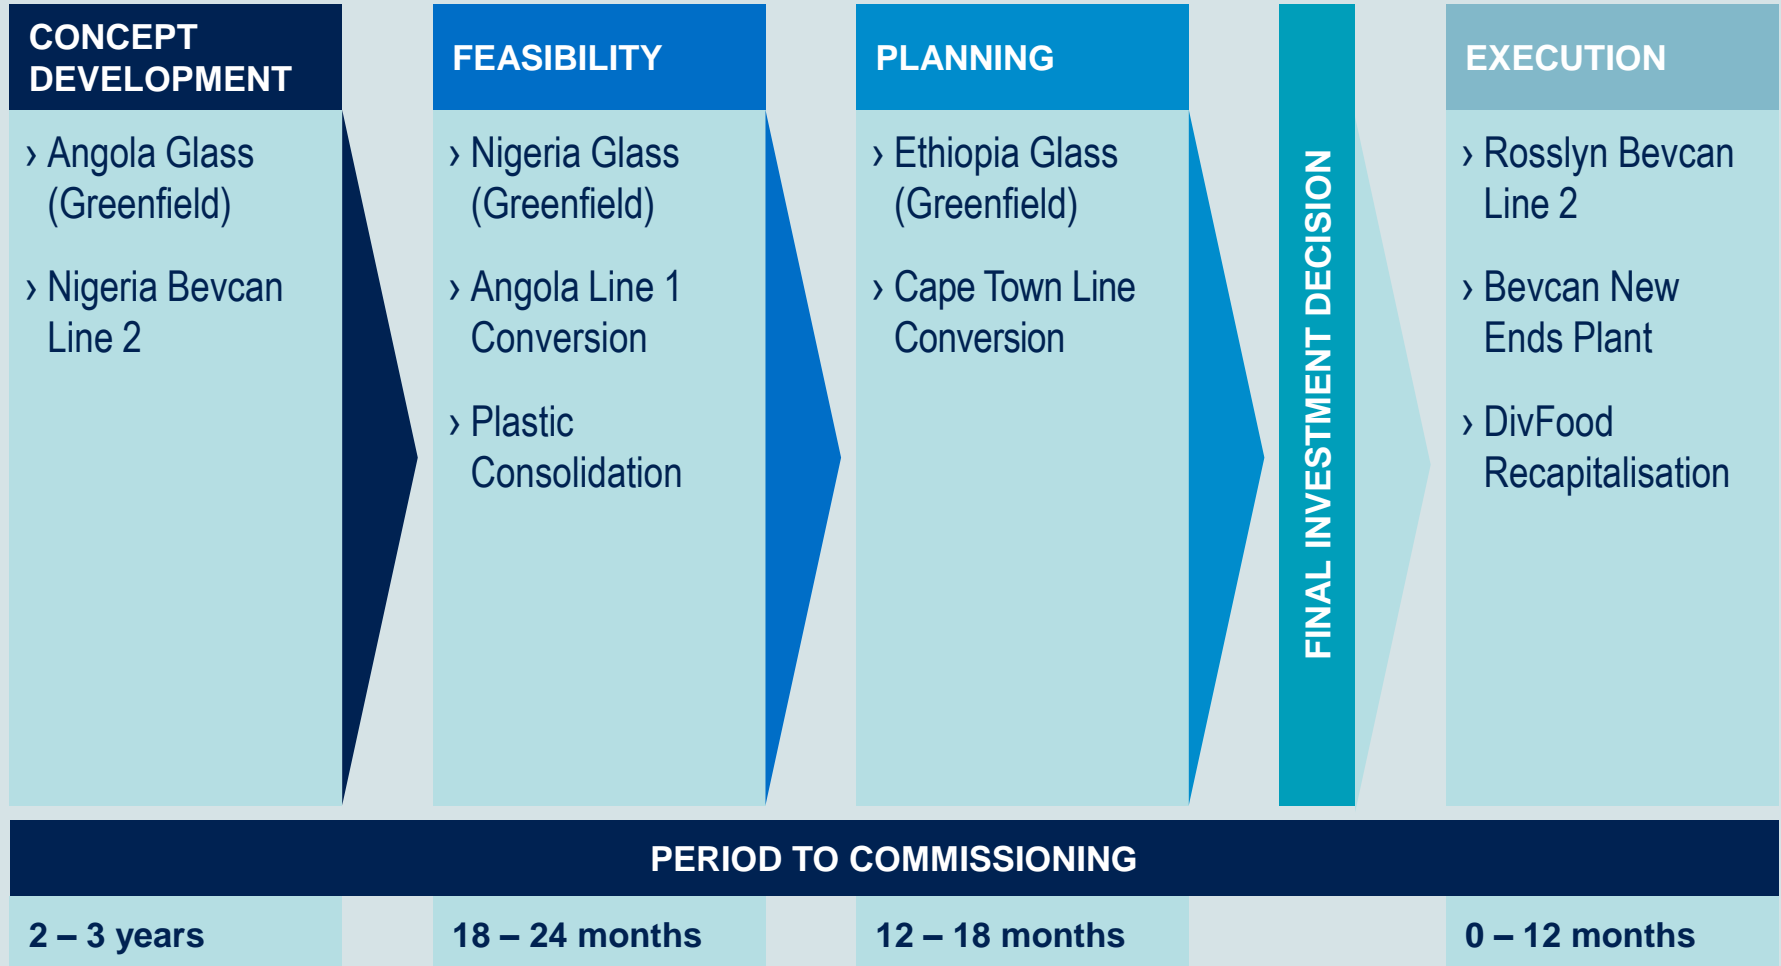 CONCEPT
DEVELOPMENT
› Angola Glass
(Greenfield)
› Nigeria Bevcan
Line 2
FEASIBILITY
› Nigeria Glass
(Greenfield)
› Angola Line 1
Conversion
› Plastic
Consolidation
PLANNING
› Ethiopia Glass
(Greenfield)
› Cape Town Line
Conversion
FINAL INVESTMENT DECISION
EXECUTION
› Rosslyn Bevcan
Line 2
› Bevcan New
Ends Plant
› DivFood
Recapitalisation
PERIOD TO COMMISSIONING
2 – 3 years
18 – 24 months
12 – 18 months
0 – 12 months